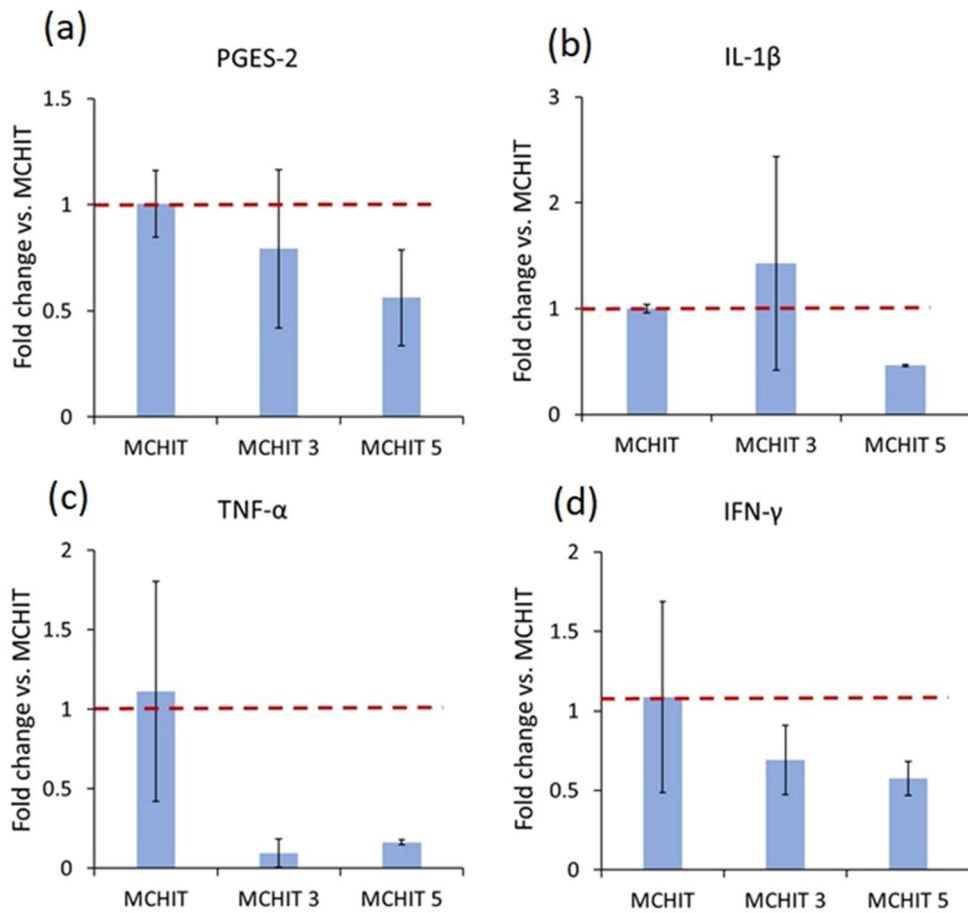 (a)
PGES-2
Fold change vs. MCHIT
1.5
1
0.5
0
MCHIT MCHIT 3 MCHIT 5
(b)
IL-1β
Fold change vs. MCHIT
3
2
1
0
MCHIT MCHIT 3 MCHIT 5
(c)
TNF-α
Fold change vs. MCHIT
2
1.5
1
0.5
0
MCHIT MCHIT 3 MCHIT 5
(d)
IFN-γ
Fold change vs. MCHIT
2
1.5
1
0.5
0
MCHIT MCHIT 3 MCHIT 5